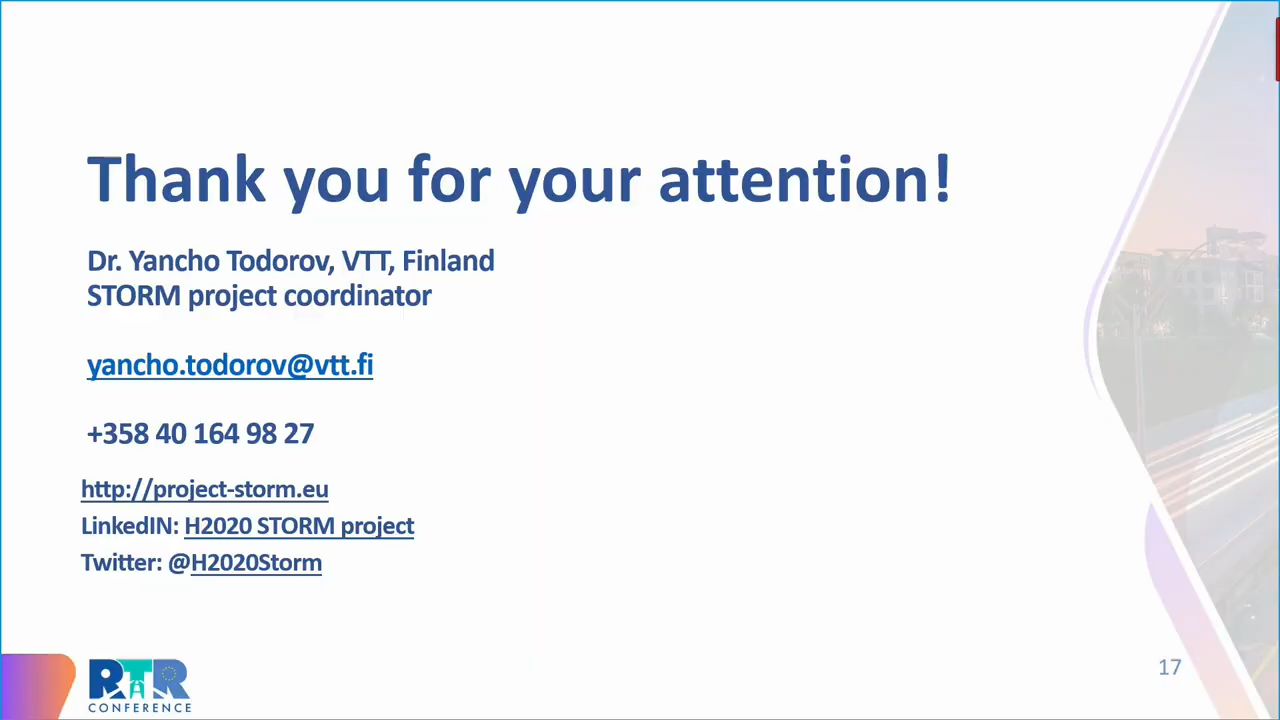 Thank you for your attention!
Dr. Yancho Todorov, VTT, Finland
STORM project coordinator
yancho.todorov@vtt.fi
+358 40 164 98 27
http://project-storm.eu
LinkedIN: H2020 STORM project
Twitter: @H2020Storm
RTR
CONFERENCE
17